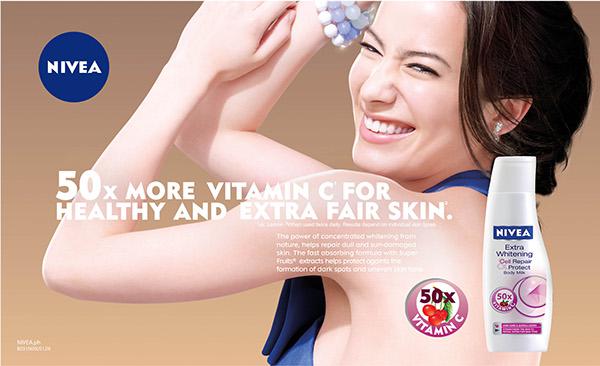 NIVEA
50x MORE VITAMIN C FOR
HEALTHY AND EXTRA FAIR SKIN.
The power of concentrated whitening from
nature, helps repair dull and sun-damaged
skin. The fast absorbing formula with Super
Fruits® extracts helps protect against the
formation of dark spots and uneven skin tone.
50x
VITAMIN C
NIVEA
Extra
Whitening
Cell Repair
& Protect
Body Milk
50x
NIVEA.ph